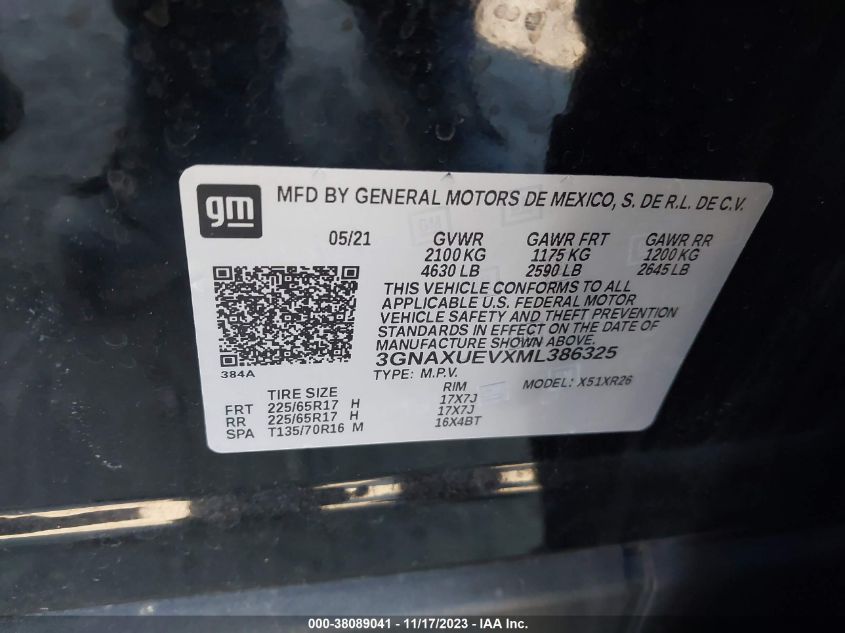 gm
MFD BY GENERAL MOTORS DE MEXICO, S. DE R.L. DE C.V.
05/21 GVWR GAWR FRT GAWR RR
2100 KG 1175 KG 1200 KG
4630 LB 2590 LB 2645 LB
THIS VEHICLE CONFORMS TO ALL
APPLICABLE U.S. FEDERAL MOTOR
VEHICLE SAFETY AND THEFT PREVENTION
STANDARDS IN EFFECT ON THE DATE OF
MANUFACTURE SHOWN ABOVE.
3GNAXUEVXML386325
384A
TYPE: M.P.V. MODEL: X51XR26
TIRE SIZE RIM
FRT 225/65R17 H 17X7J
RR 225/65R17 H 17X7J
SPA T135/70R16 M 16X4BT
000-38089041 - 11/17/2023 - IAA Inc.